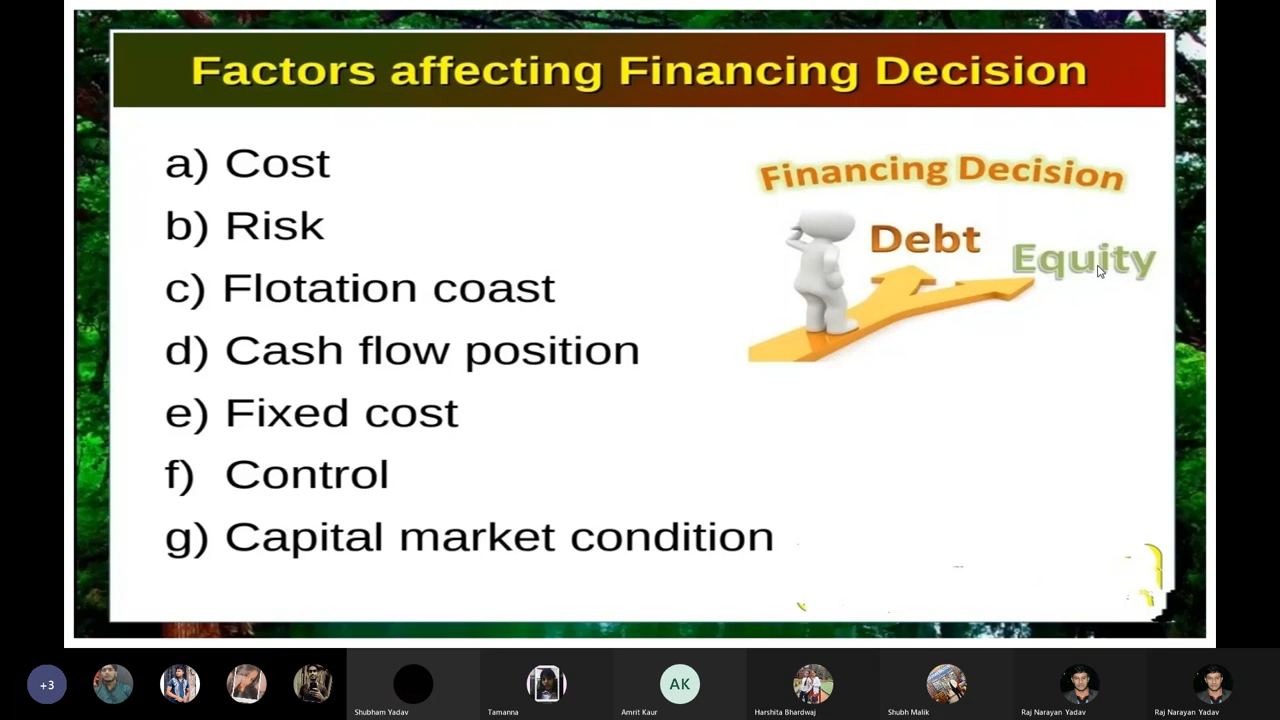 Factors affecting Financing Decision
a) Cost
b) Risk
c) Flotation coast
d) Cash flow position
e) Fixed cost
f) Control
g) Capital market condition
Financing Decision
Debt
Equity
+3
Shubham Yadav
Tamanna
AK
Amrit Kaur
Harshita Bhardwaj
Shubh Malik
Raj Narayan Yadav
Raj Narayan Yadav